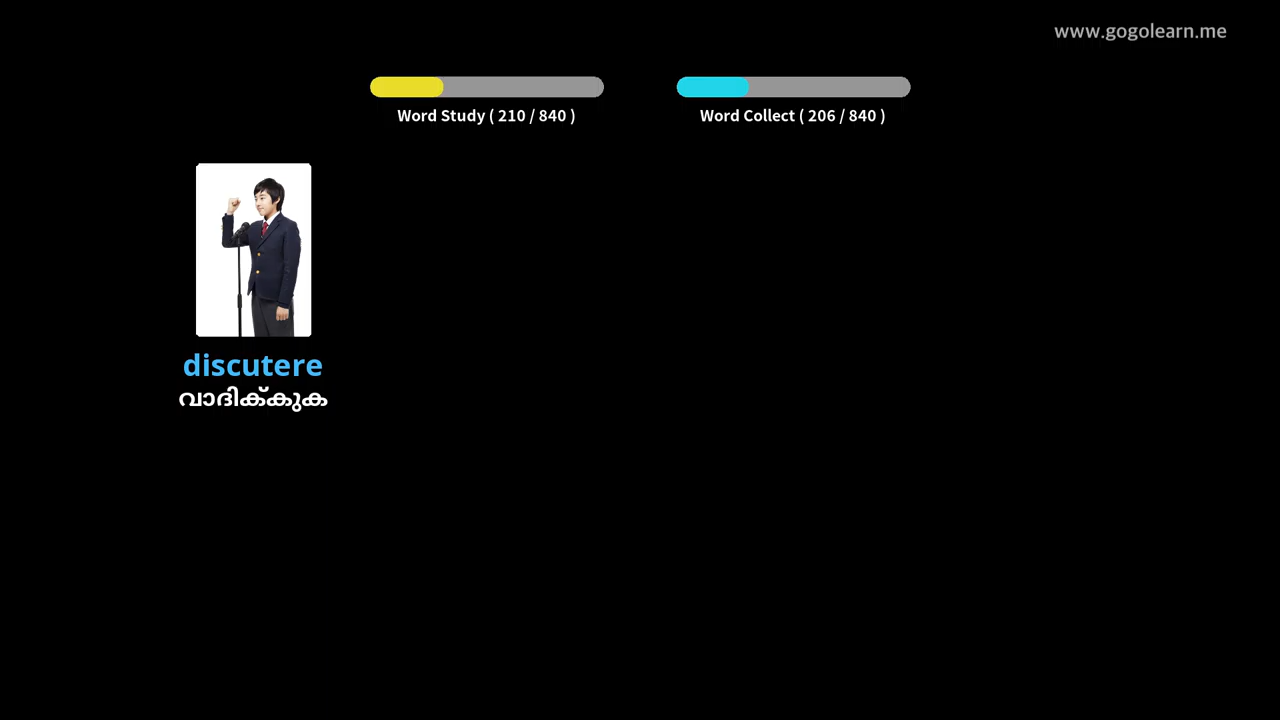 www.gogolearn.me
Word Study ( 210 / 840 )
Word Collect ( 206 / 840 )
discutere
വാദിക്കുക